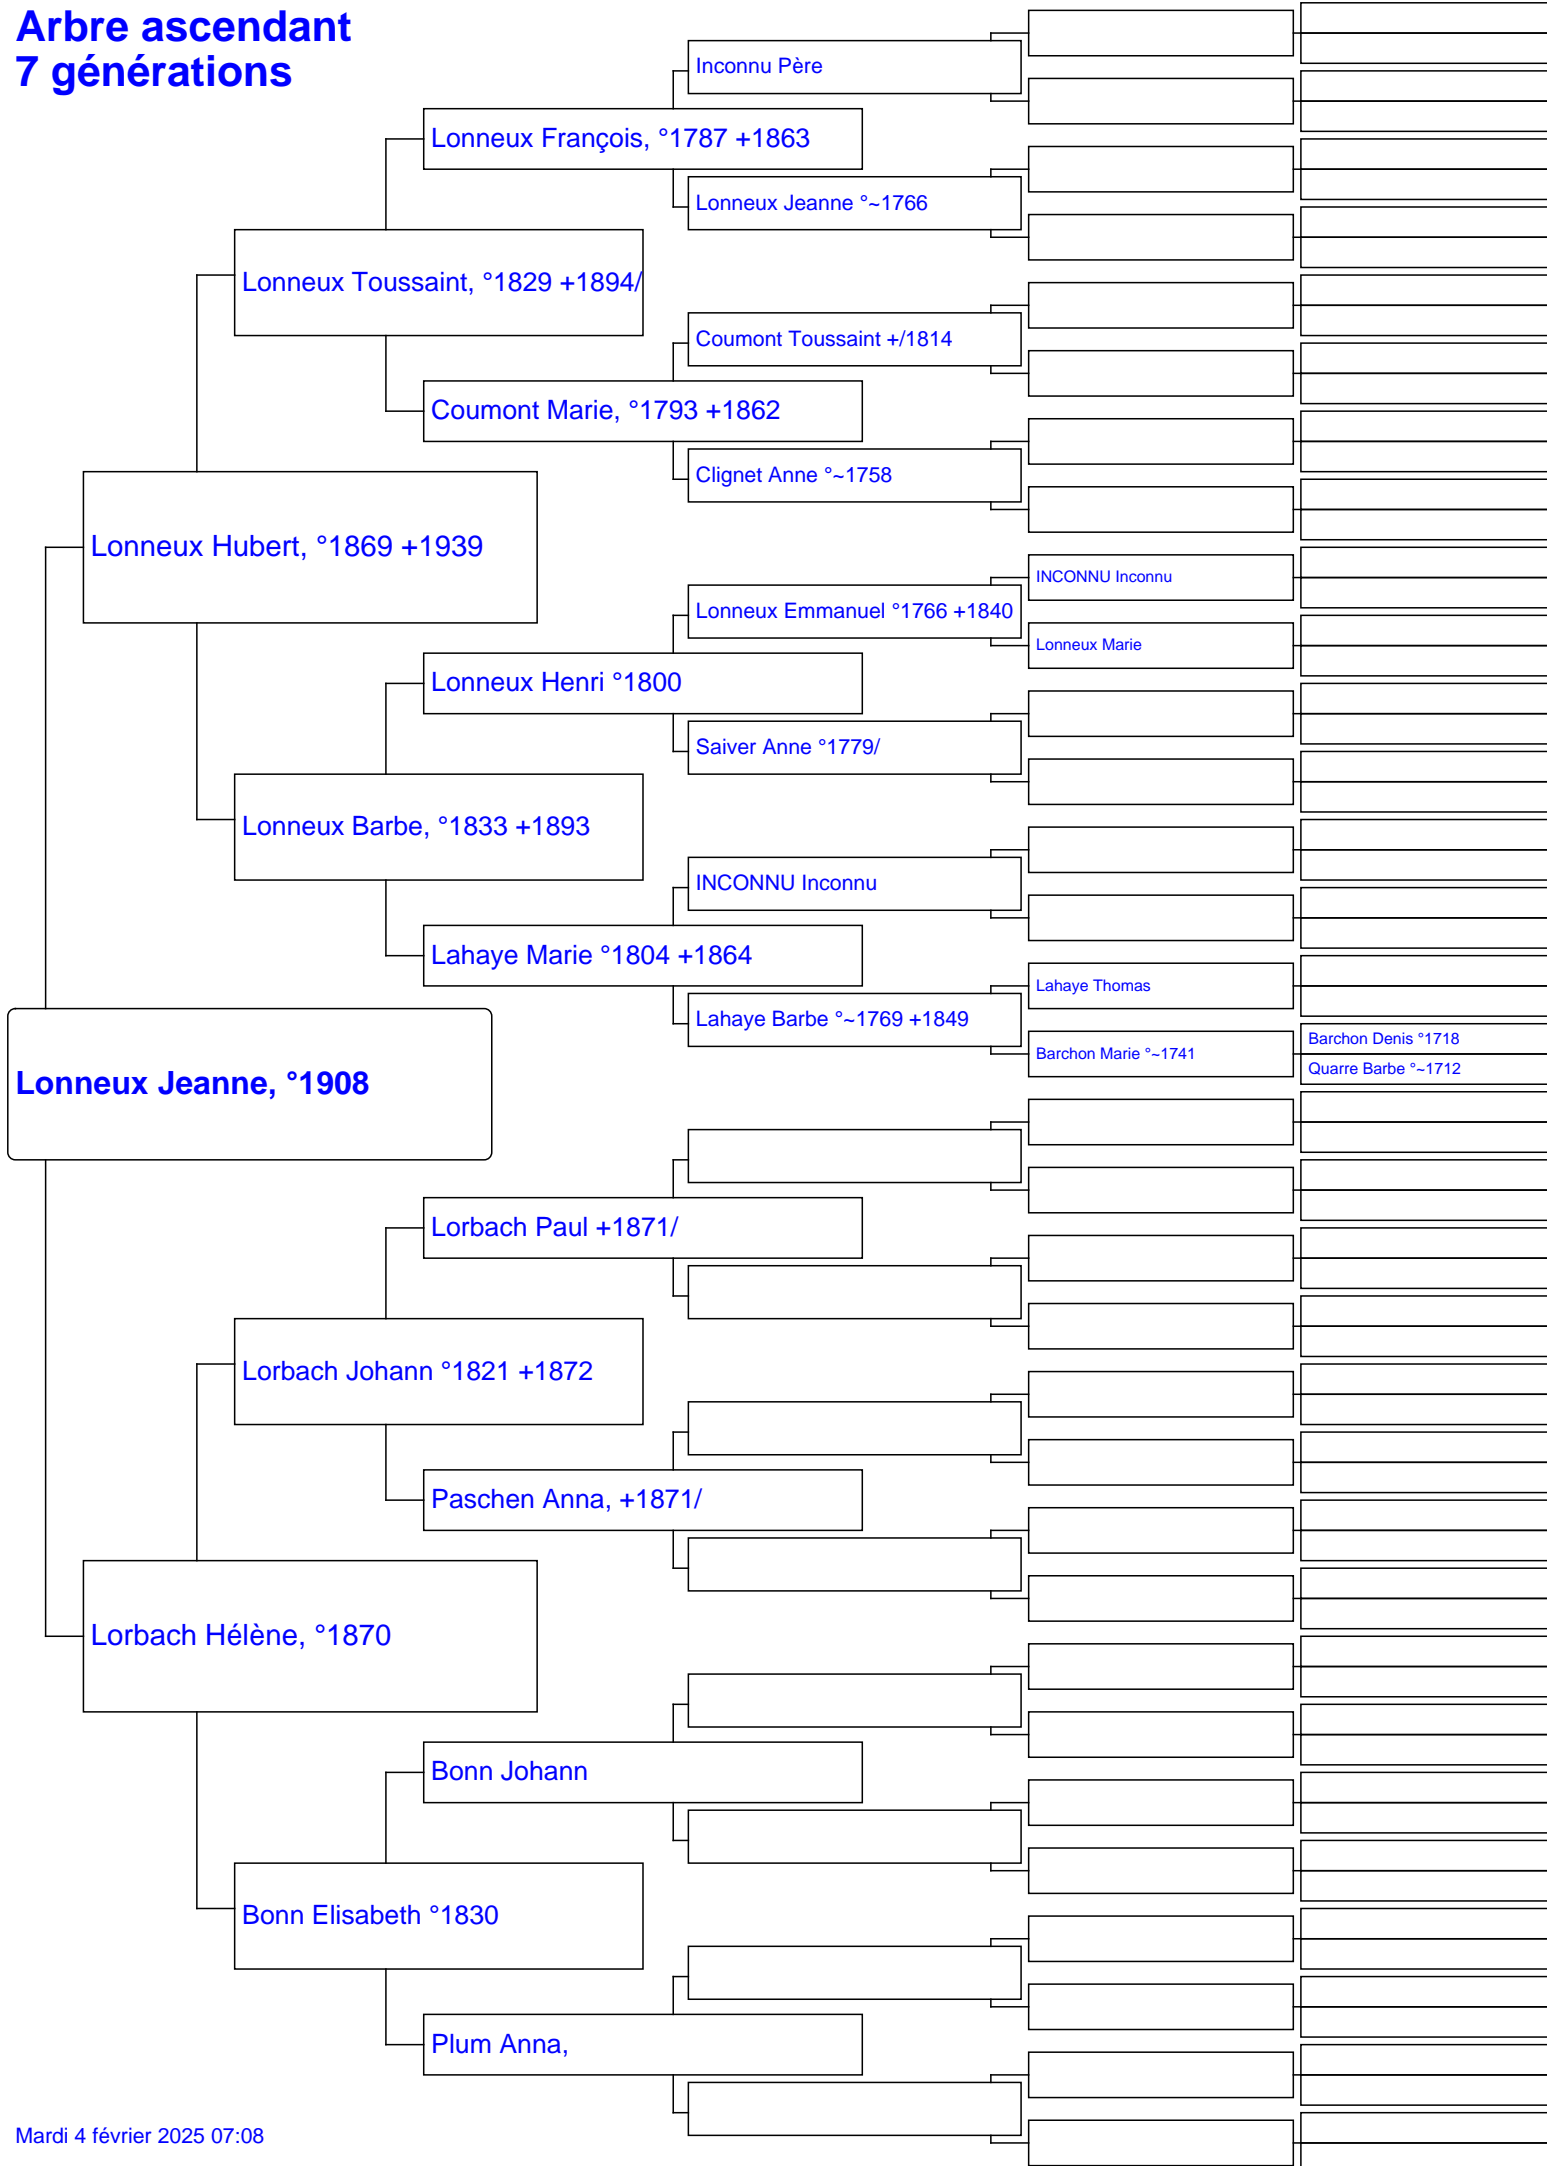 Arbre ascendant
7 générations
Inconnu Père
Lonneux François, °1787 +1863
Lonneux Jeanne °~1766
Lonneux Toussaint, °1829 +1894/
Coumont Toussaint +/1814
Coumont Marie, °1793 +1862
Clignet Anne °~1758
Lonneux Hubert, °1869 +1939
INCONNU Inconnu
Lonneux Emmanuel °1766 +1840
Lonneux Marie
Lonneux Henri °1800
Saiver Anne °1779/
Lonneux Barbe, °1833 +1893
INCONNU Inconnu
Lahaye Marie °1804 +1864
Lahaye Thomas
Lahaye Barbe °~1769 +1849
Barchon Marie °~1741
Barchon Denis °1718
Quarre Barbe °~1712
Lonneux Jeanne, °1908
Lorbach Paul +1871/
Lorbach Johann °1821 +1872
Paschen Anna, +1871/
Lorbach Hélène, °1870
Bonn Johann
Bonn Elisabeth °1830
Plum Anna,
Mardi 4 février 2025 07:08